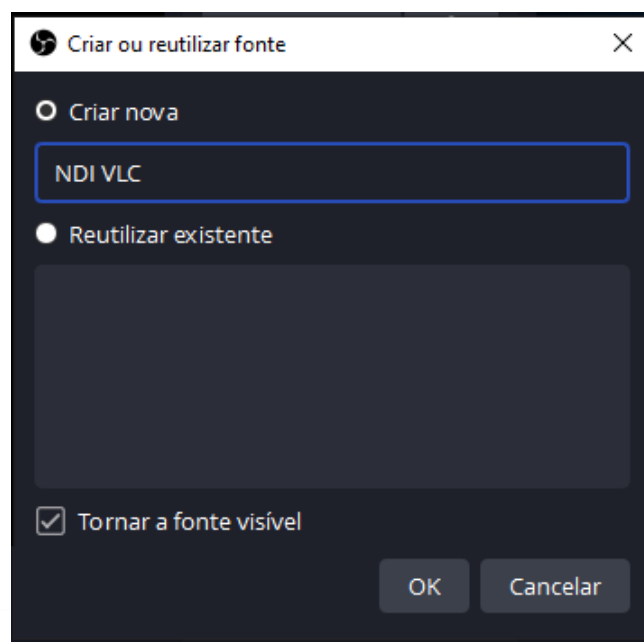 Criar ou reutilizar fonte
Criar nova
NDI VLC
Reutilizar existente
Tornar a fonte visível
OK Cancelar